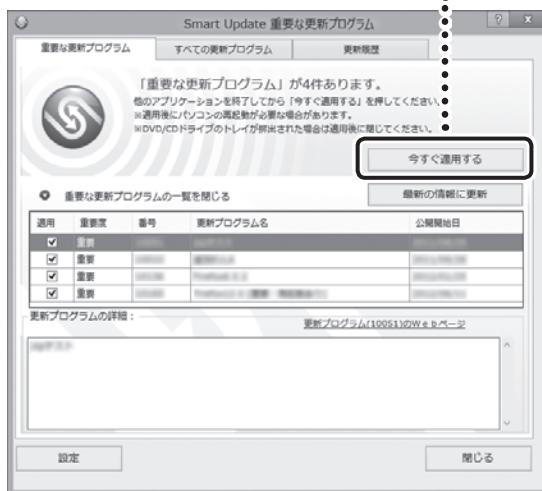 Smart Update 重要な更新プログラム
重要な更新プログラム すべての更新プログラム 更新履歴
「重要な更新プログラム」が4件あります。
他のアプリケーションを終了してから「今すぐ適用する」を押してください。
※適用後にパソコンの再起動が必要な場合があります。
※DVD/CDドライブのトレイが排出された場合は適用後に閉じてください。
今すぐ適用する
重要な更新プログラムの一覧を閉じる 最新の情報に更新
適用 重要度 番号 更新プログラム名 公開開始日
重要
重要
重要
重要
更新プログラムの詳細：
更新プログラム(10051)のWebページ
設定 閉じる